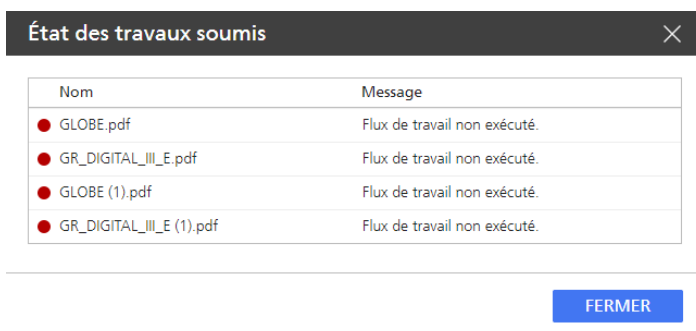 État des travaux soumis
Nom Message
GLOBE.pdf Flux de travail non exécuté.
GR_DIGITAL_III_E.pdf Flux de travail non exécuté.
GLOBE (1).pdf Flux de travail non exécuté.
GR_DIGITAL_III_E (1).pdf Flux de travail non exécuté.
FERMER